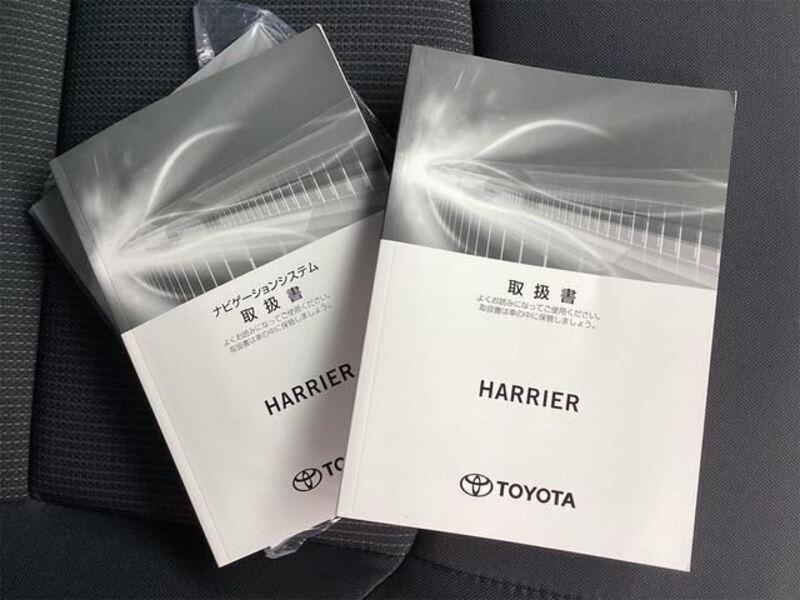 ナビゲーションシステム
取扱書
よくお読みになってご使用ください。
取扱書は車の中に保管しましょう。
HARRIER
TO
取扱書
よくお読みになってご使用ください。
取扱書は車の中に保管しましょう。
HARRIER
TOYOTA